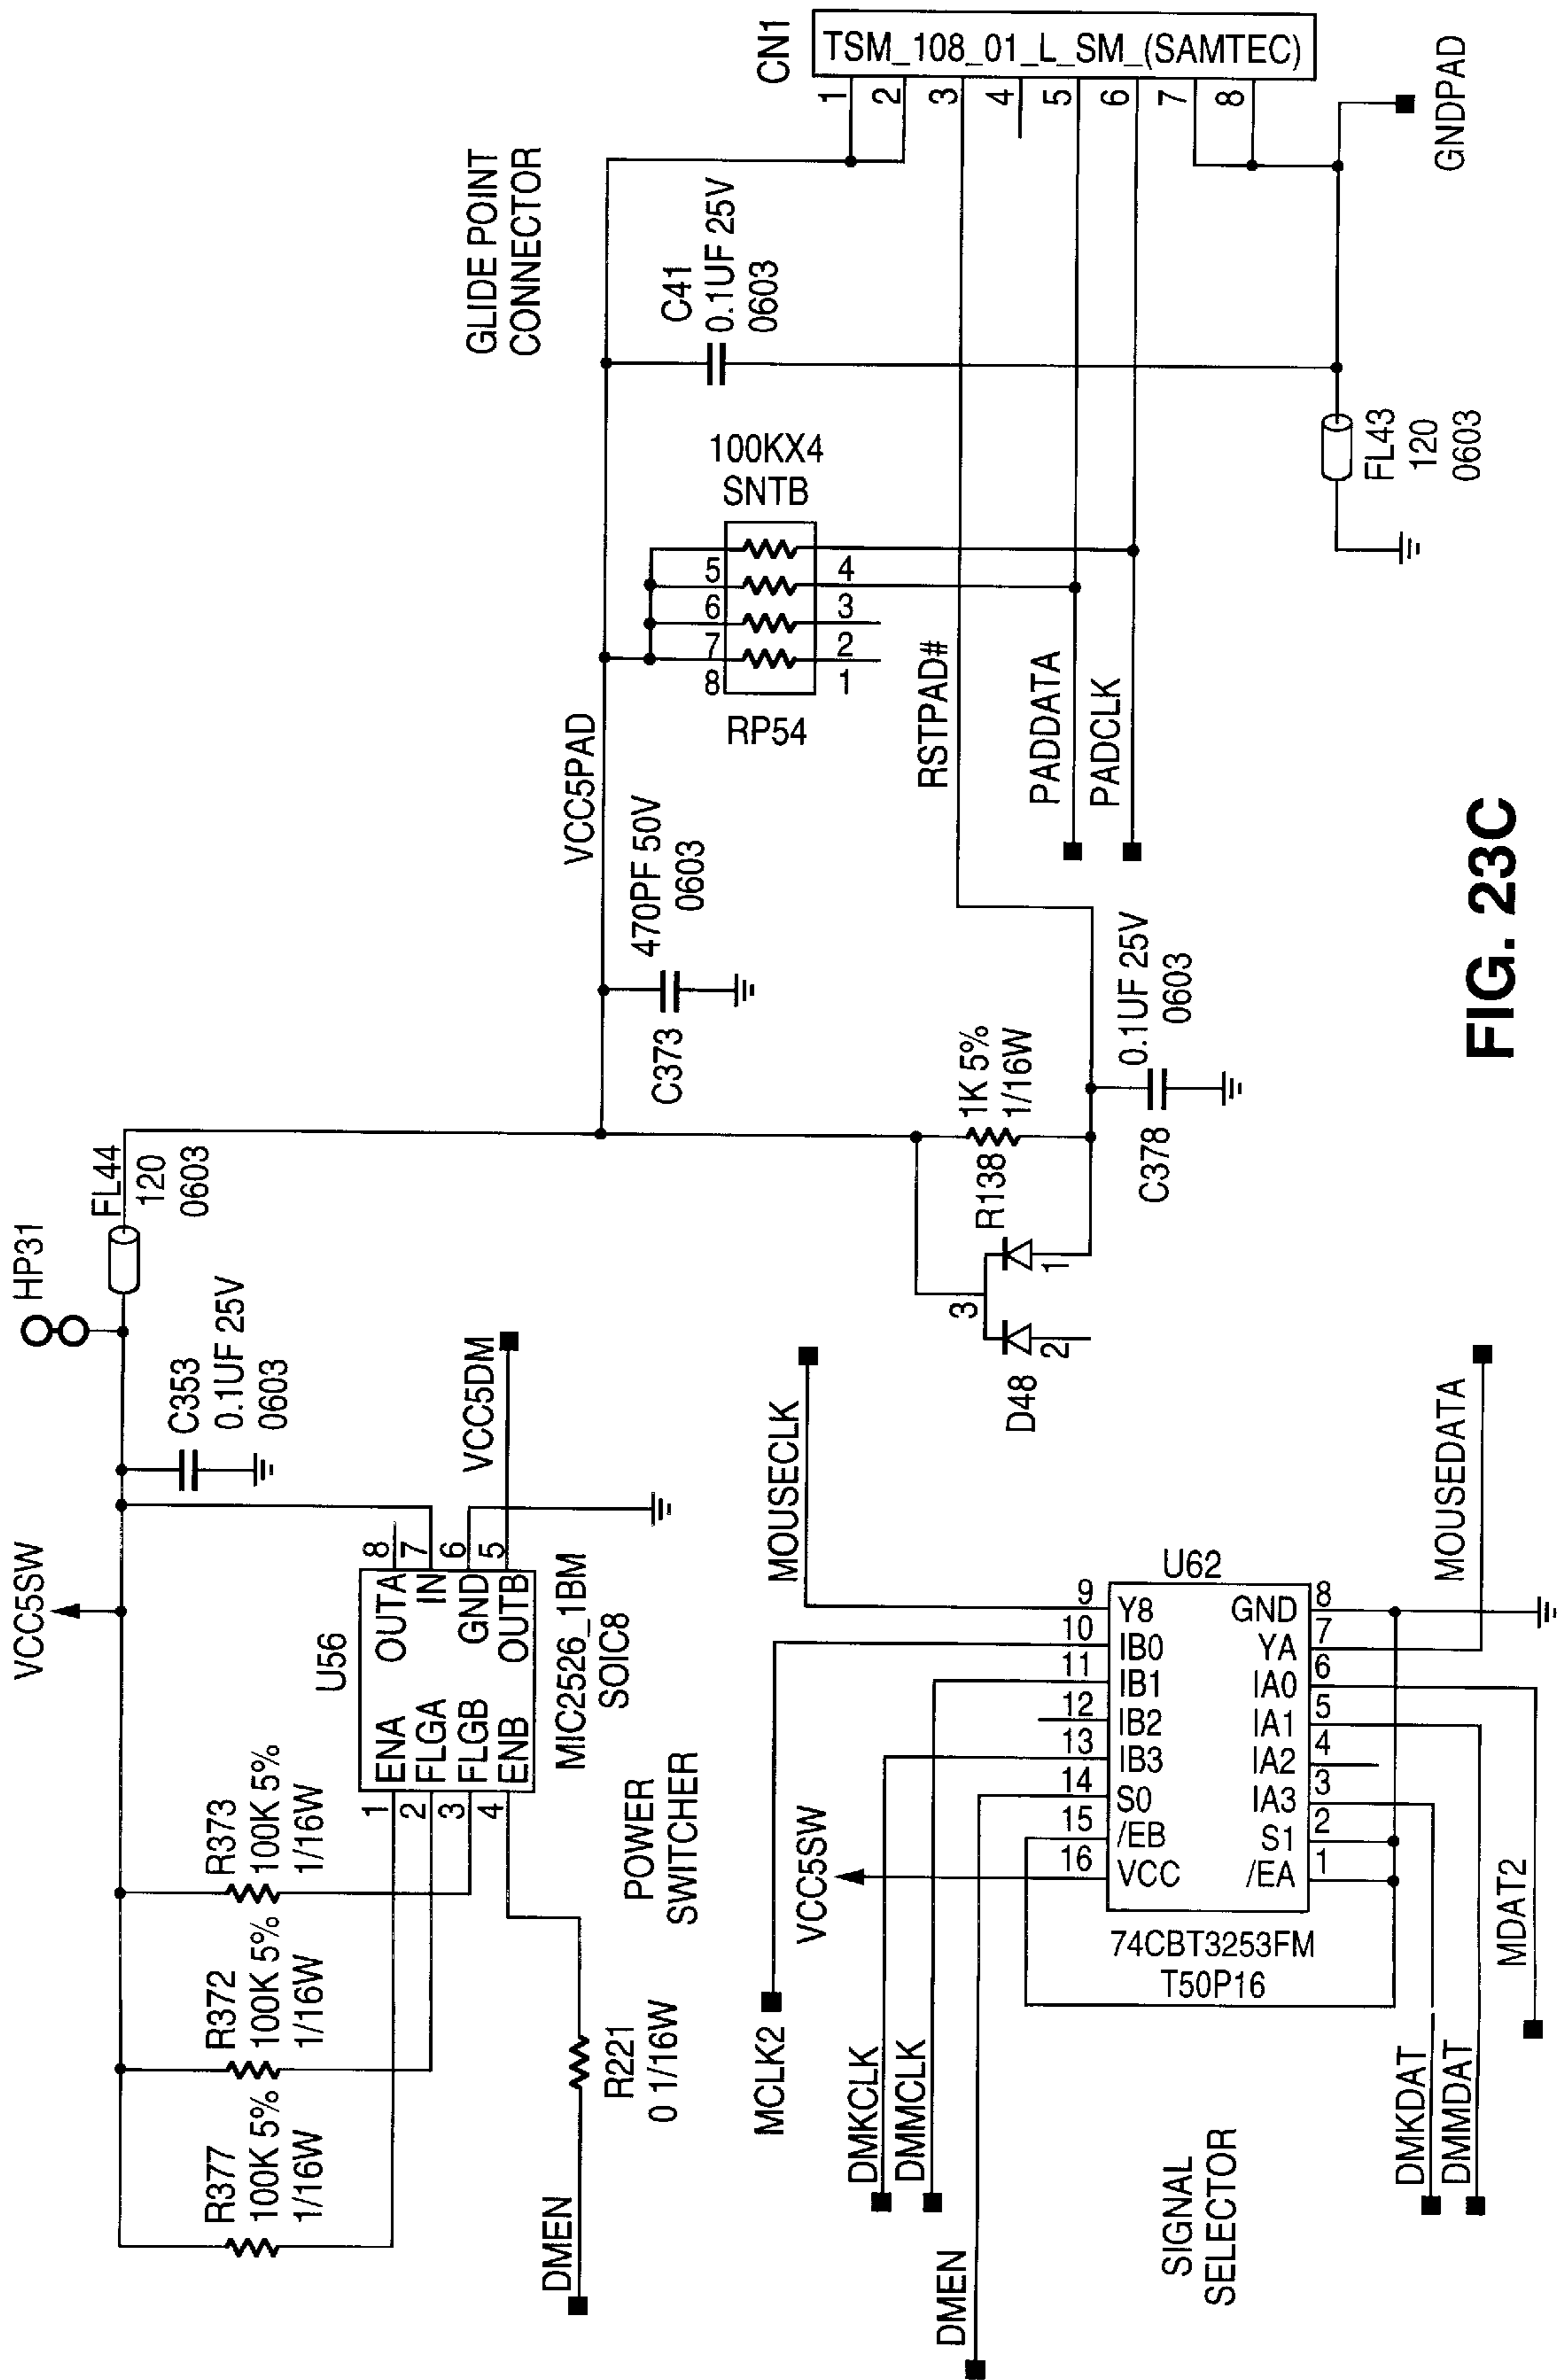 VCC5SW
HP31
FL44
120
0603
C353
0.1UF 25V
0603
R377
100K 5%
1/16W
R372
100K 5%
1/16W
R373
100K 5%
1/16W
U56
1 ENA OUTA 8
2 FLGA IN 7
3 FLGB GND 6
4 ENB OUTB 5
MIC2526_1BM
SOIC8
VCC5DM
POWER
SWITCHER
DMEN
R221
0 1/16W
GLIDE POINT
CONNECTOR
VCC5PAD
C373
470PF 50V
0603
100KX4
SNTB
5 4
6 3
7 2
8 1
RP54
C41
0.1UF 25V
0603
CN1
TSM_108_01_L_SM_(SAMTEC)
1
2
3
4
5
6
7
8
GNDPAD
FL43
120
0603
RSTPAD#
PADDATA
PADCLK
R138
1K 5%
1/16W
C378
0.1UF 25V
0603
D48
3
1
2
MOUSECLK
MCLK2
DMKCLK
DMMCLK
DMEN
VCC5SW
U62
9 Y8 GND 8
10 IB0 YA 7
11 IB1 IA0 6
12 IB2 IA1 5
13 IB3 IA2 4
14 S0 IA3 3
15 /EB S1 2
16 VCC /EA 1
74CBT3253FM
T50P16
MOUSEDATA
MDAT2
DMKDAT
DMMDAT
SIGNAL
SELECTOR
FIG. 23C